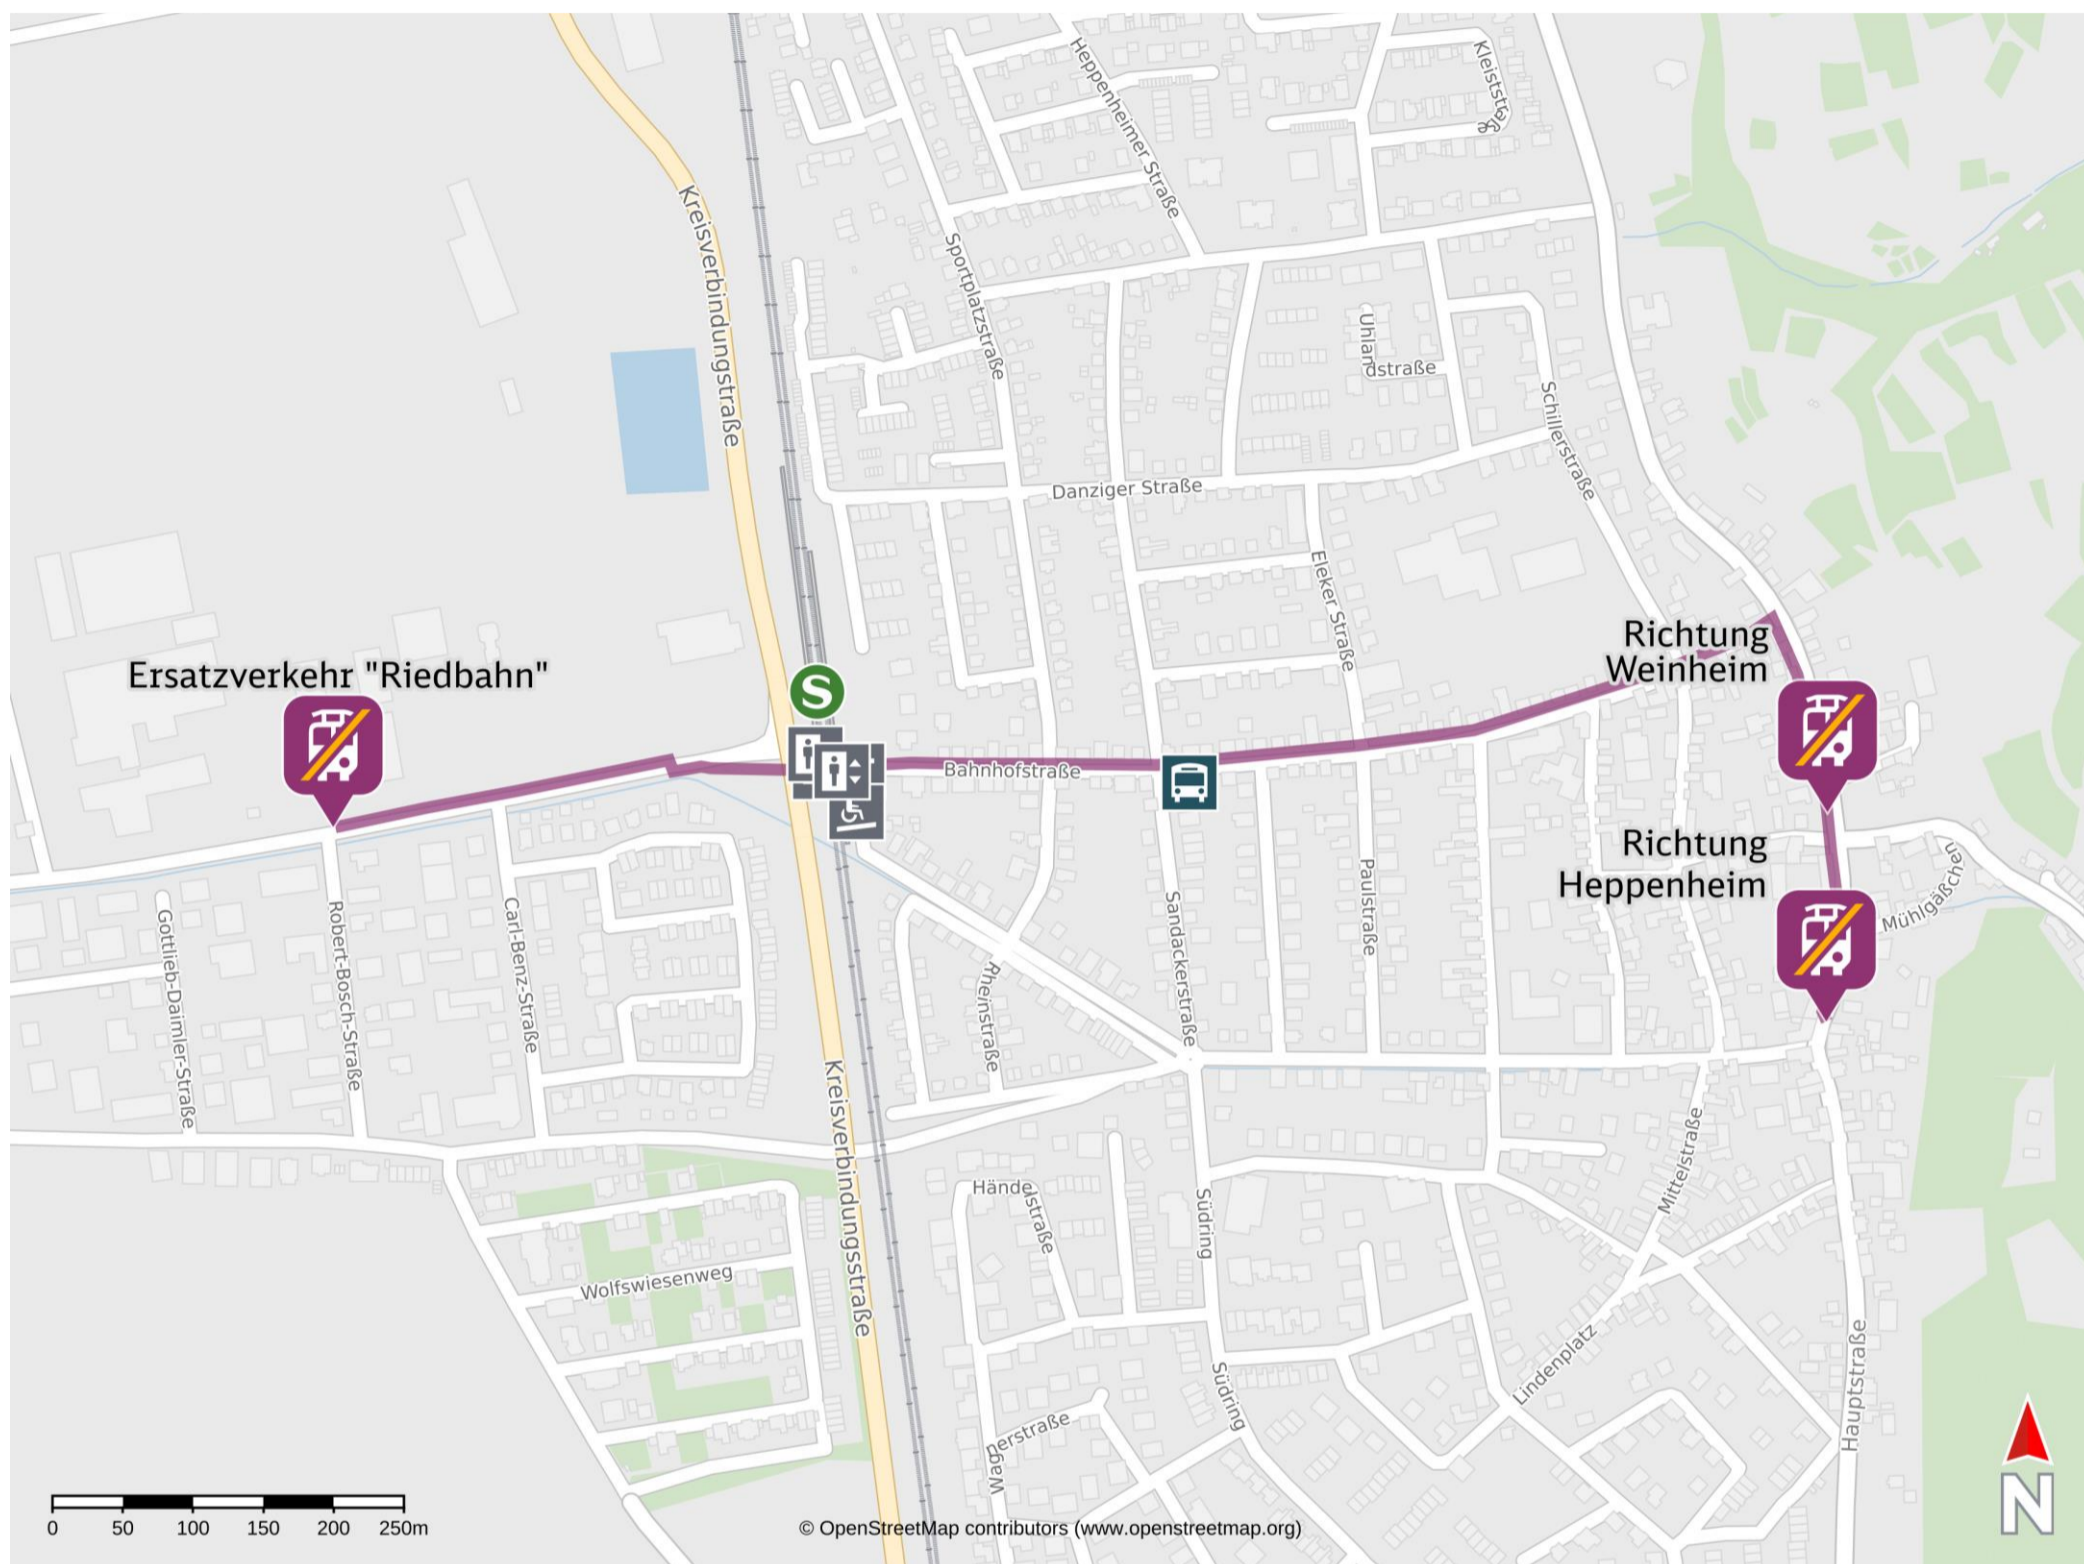 Kleiststraße
Heppenheimer Straße
Kreisverbindungstraße
Sportplatzstraße
Uhlandstraße
Schillerstraße
Danziger Straße
Eleker Straße
Richtung
Weinheim
Ersatzverkehr "Riedbahn"
S
Bahnhofstraße
Richtung
Heppenheim
Mühlgäßchen
Paulstraße
Sandackerstraße
Gottlieb-Daimler-Straße
Robert-Bosch-Straße
Carl-Benz-Straße
Rheinstraße
Kreisverbindungsstraße
Mittelstraße
Händelstraße
Südring
Wolfswiesenweg
Lindenplatz
Hauptstraße
Südring
Wagnerstraße
N
0 50 100 150 200 250m
© OpenStreetMap contributors (www.openstreetmap.org)